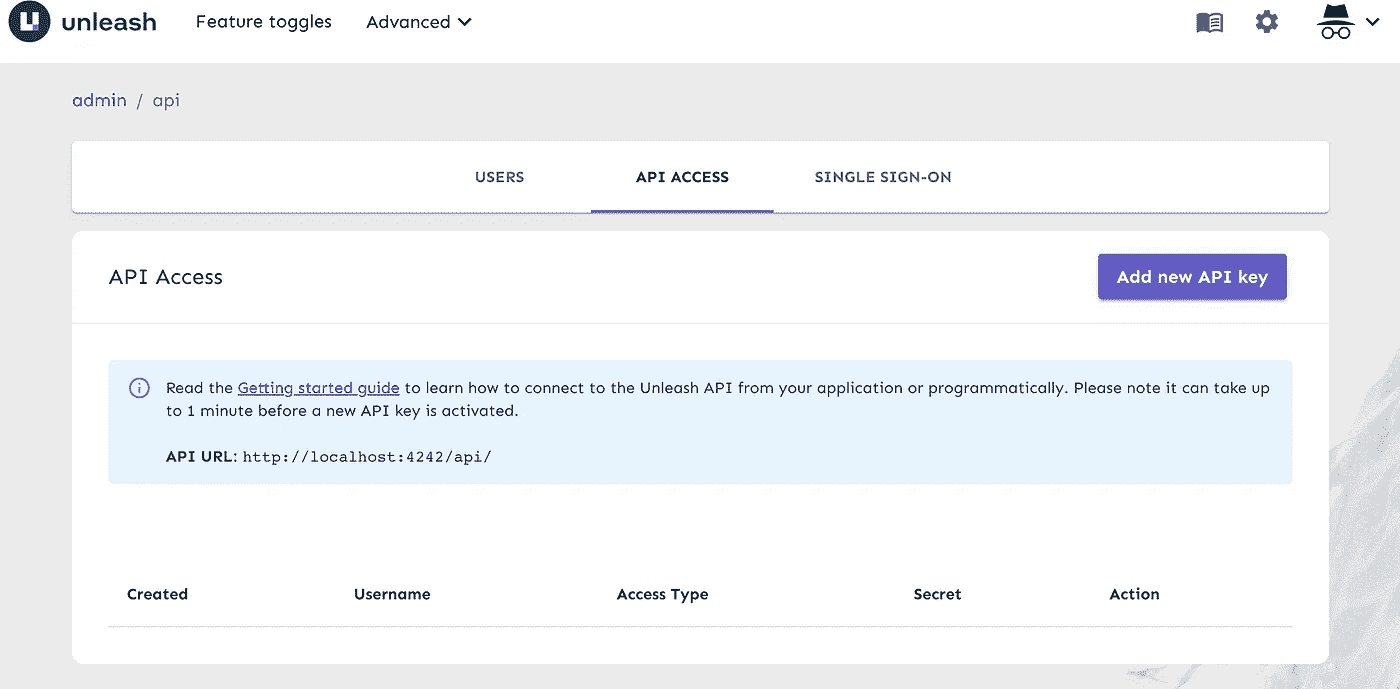 unleash Feature toggles Advanced
admin / api
USERS API ACCESS SINGLE SIGN-ON
API Access Add new API key
Read the Getting started guide to learn how to connect to the Unleash API from your application or programmatically. Please note it can take up
to 1 minute before a new API key is activated.
API URL: http://localhost:4242/api/
Created Username Access Type Secret Action